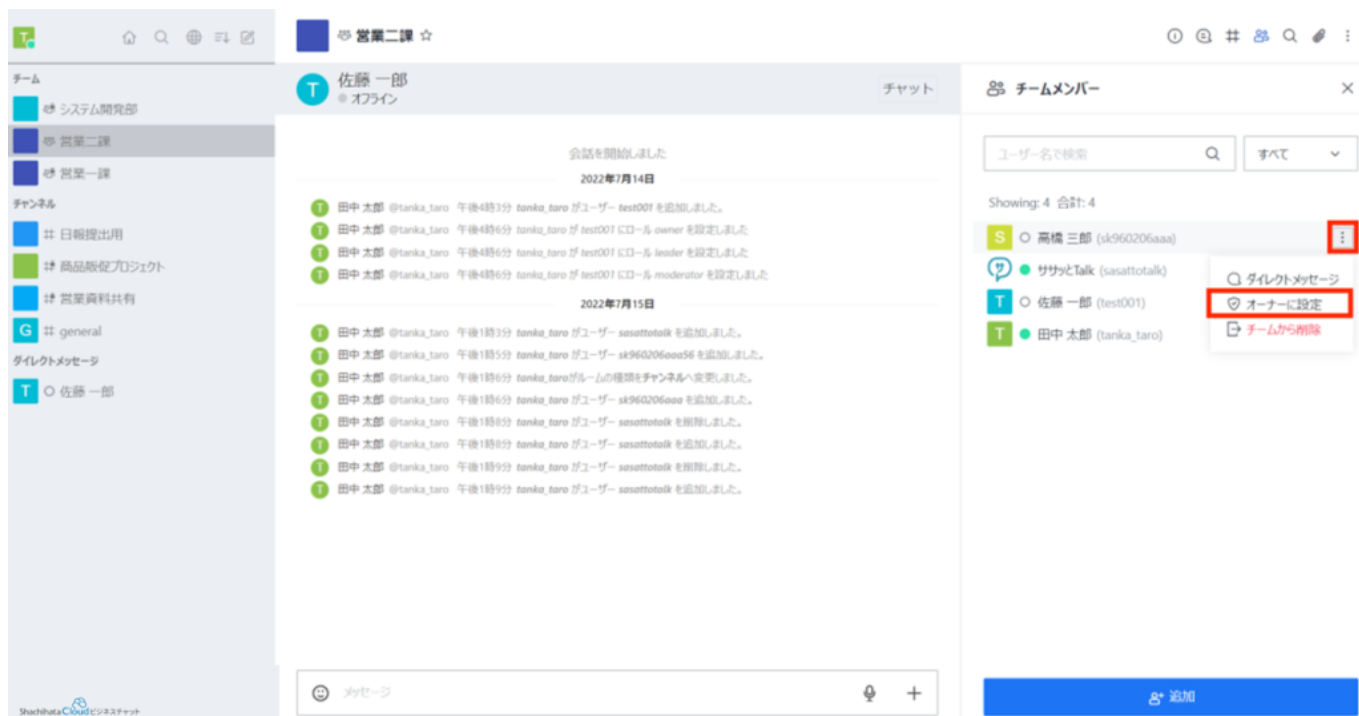 T
チーム
システム開発部
営業二課
営業一課
チャンネル
# 日報提出用
商品販促プロジェクト
営業資料共有
G # general
ダイレクトメッセージ
T 佐藤 一郎
Shachihata Cloud ビジネスチャット
営業二課
T 佐藤 一郎
オフライン
チャット
会話を開始しました
2022年7月14日
T 田中 太郎 @tanka_taro 午後4時3分 tanka_taro がユーザー test001 を追加しました。
T 田中 太郎 @tanka_taro 午後4時6分 tanka_taro が test001 にロール owner を設定しました
T 田中 太郎 @tanka_taro 午後4時6分 tanka_taro が test001 にロール leader を設定しました
T 田中 太郎 @tanka_taro 午後4時6分 tanka_taro が test001 にロール moderator を設定しました
2022年7月15日
T 田中 太郎 @tanka_taro 午後1時3分 tanka_taro がユーザー sasattotalk を追加しました。
T 田中 太郎 @tanka_taro 午後1時5分 tanka_taro がユーザー sk960206aaa56 を追加しました。
T 田中 太郎 @tanka_taro 午後1時6分 tanka_taroがルームの種類をチャンネルへ変更しました。
T 田中 太郎 @tanka_taro 午後1時6分 tanka_taro がユーザー sk960206aaa を追加しました。
T 田中 太郎 @tanka_taro 午後1時8分 tanka_taro がユーザー sasattotalk を削除しました。
T 田中 太郎 @tanka_taro 午後1時8分 tanka_taro がユーザー sasattotalk を追加しました。
T 田中 太郎 @tanka_taro 午後1時9分 tanka_taro がユーザー sasattotalk を削除しました。
T 田中 太郎 @tanka_taro 午後1時9分 tanka_taro がユーザー sasattotalk を追加しました。
メッセージ
チームメンバー
ユーザー名で検索
すべて
Showing: 4 合計: 4
S 高橋 三郎 (sk960206aaa)
サ ササッとTalk (sasattotalk)
T 佐藤 一郎 (test001)
T 田中 太郎 (tanka_taro)
ダイレクトメッセージ
オーナーに設定
チームから削除
追加